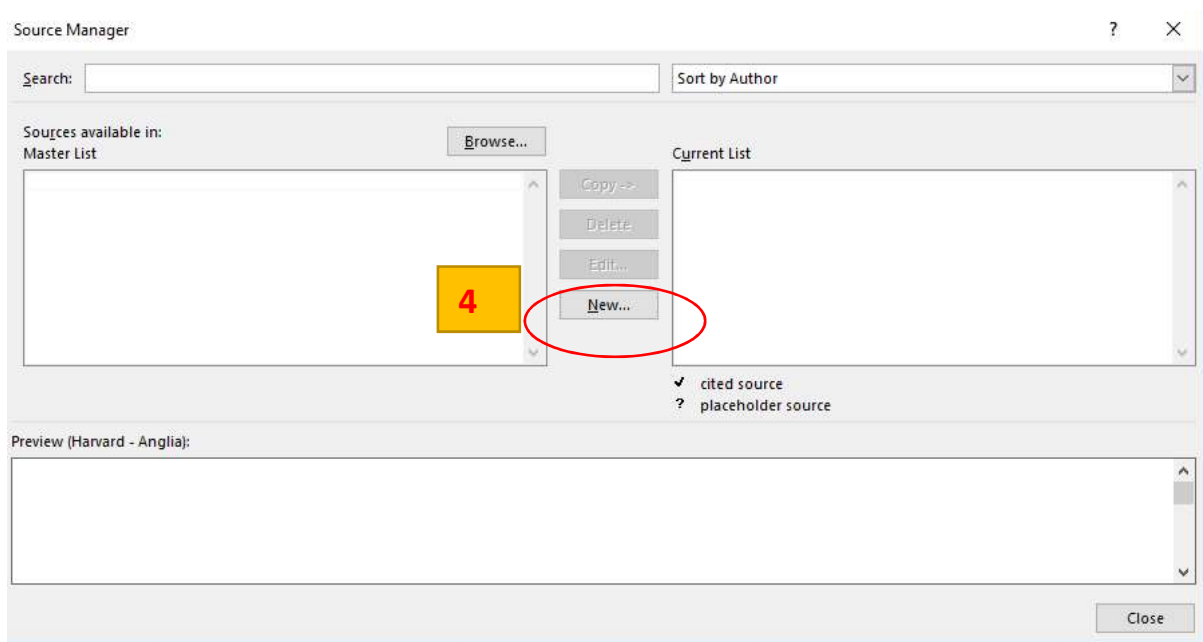 Source Manager ?
Search: Sort by Author
Sources available in:
Master List
Browse...
Current List
Copy ->
Delete
Edit...
4
New...
✓ cited source
? placeholder source
Preview (Harvard - Anglia):
Close